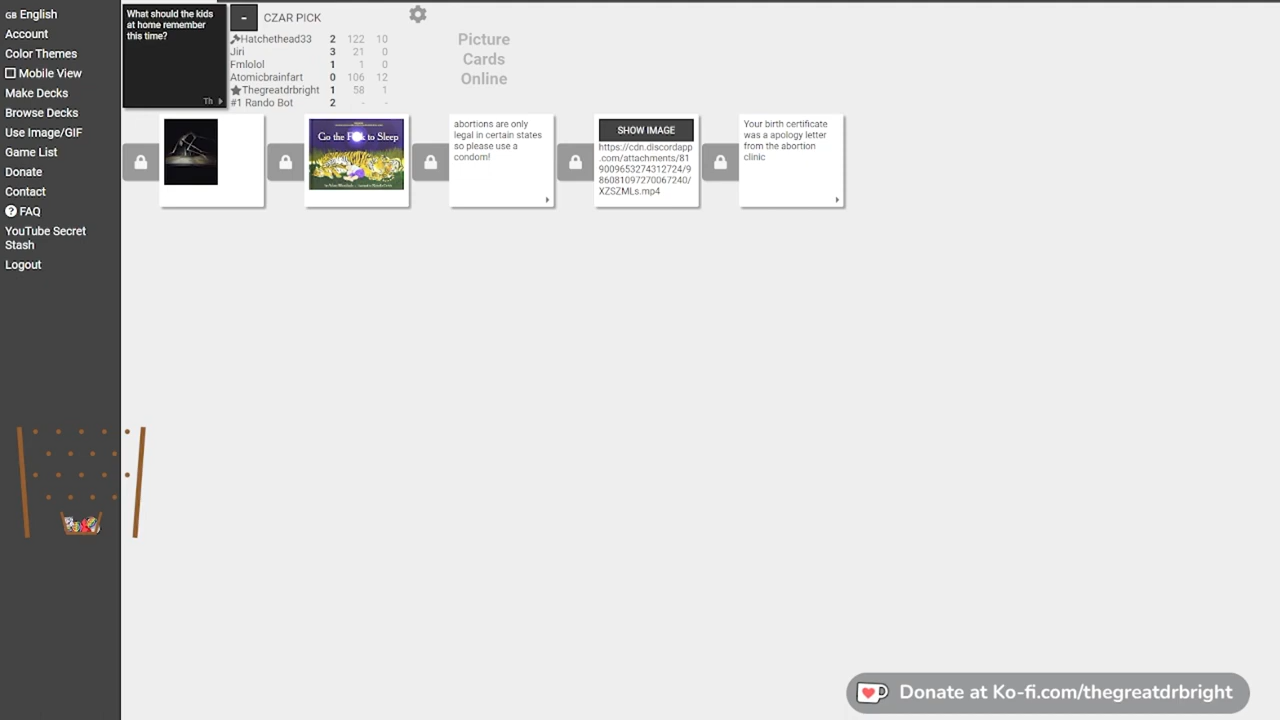 GB English
Account
Color Themes
Mobile View
Make Decks
Browse Decks
Use Image/GIF
Game List
Donate
Contact
? FAQ
YouTube Secret
Stash
Logout
What should the kids
at home remember
this time?
Th
- CZAR PICK
Hatchethead33 2 122 10
Jiri 3 21 0
Fmlolol 1 1 0
Atomicbrainfart 0 106 12
Thegreatdrbright 1 58 1
#1 Rando Bot 2 - -
Picture
Cards
Online
Go the F k to Sleep
abortions are only
legal in certain states
so please use a
condom!
SHOW IMAGE
https://cdn.discordapp
.com/attachments/81
9009653274312724/9
86081097270067240/
XZSZMLs.mp4
Your birth certificate
was a apology letter
from the abortion
clinic
Donate at Ko-fi.com/thegreatdrbright